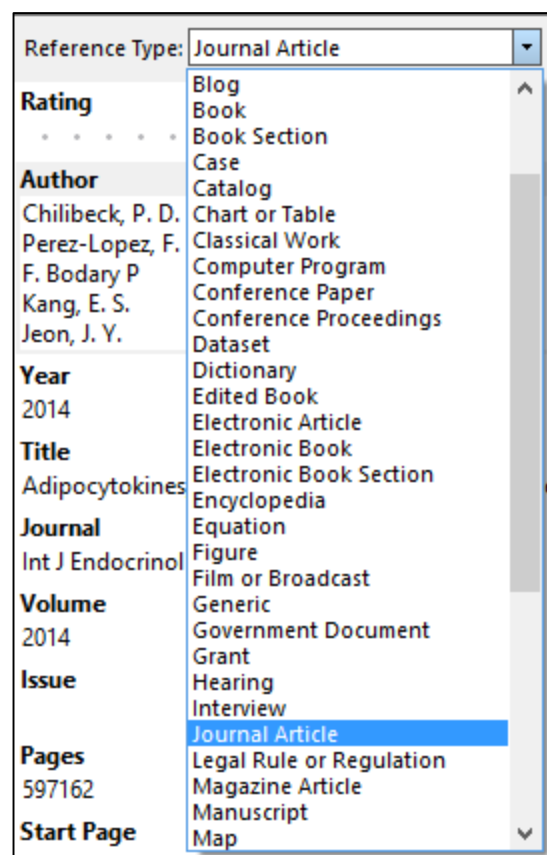 Reference Type: Journal Article
Rating
Author
Chilibeck, P. D.
Perez-Lopez, F.
F. Bodary P
Kang, E. S.
Jeon, J. Y.
Year
2014
Title
Adipocytokines
Journal
Int J Endocrinol
Volume
2014
Issue
Pages
597162
Start Page
Blog
Book
Book Section
Case
Catalog
Chart or Table
Classical Work
Computer Program
Conference Paper
Conference Proceedings
Dataset
Dictionary
Edited Book
Electronic Article
Electronic Book
Electronic Book Section
Encyclopedia
Equation
Figure
Film or Broadcast
Generic
Government Document
Grant
Hearing
Interview
Journal Article
Legal Rule or Regulation
Magazine Article
Manuscript
Map